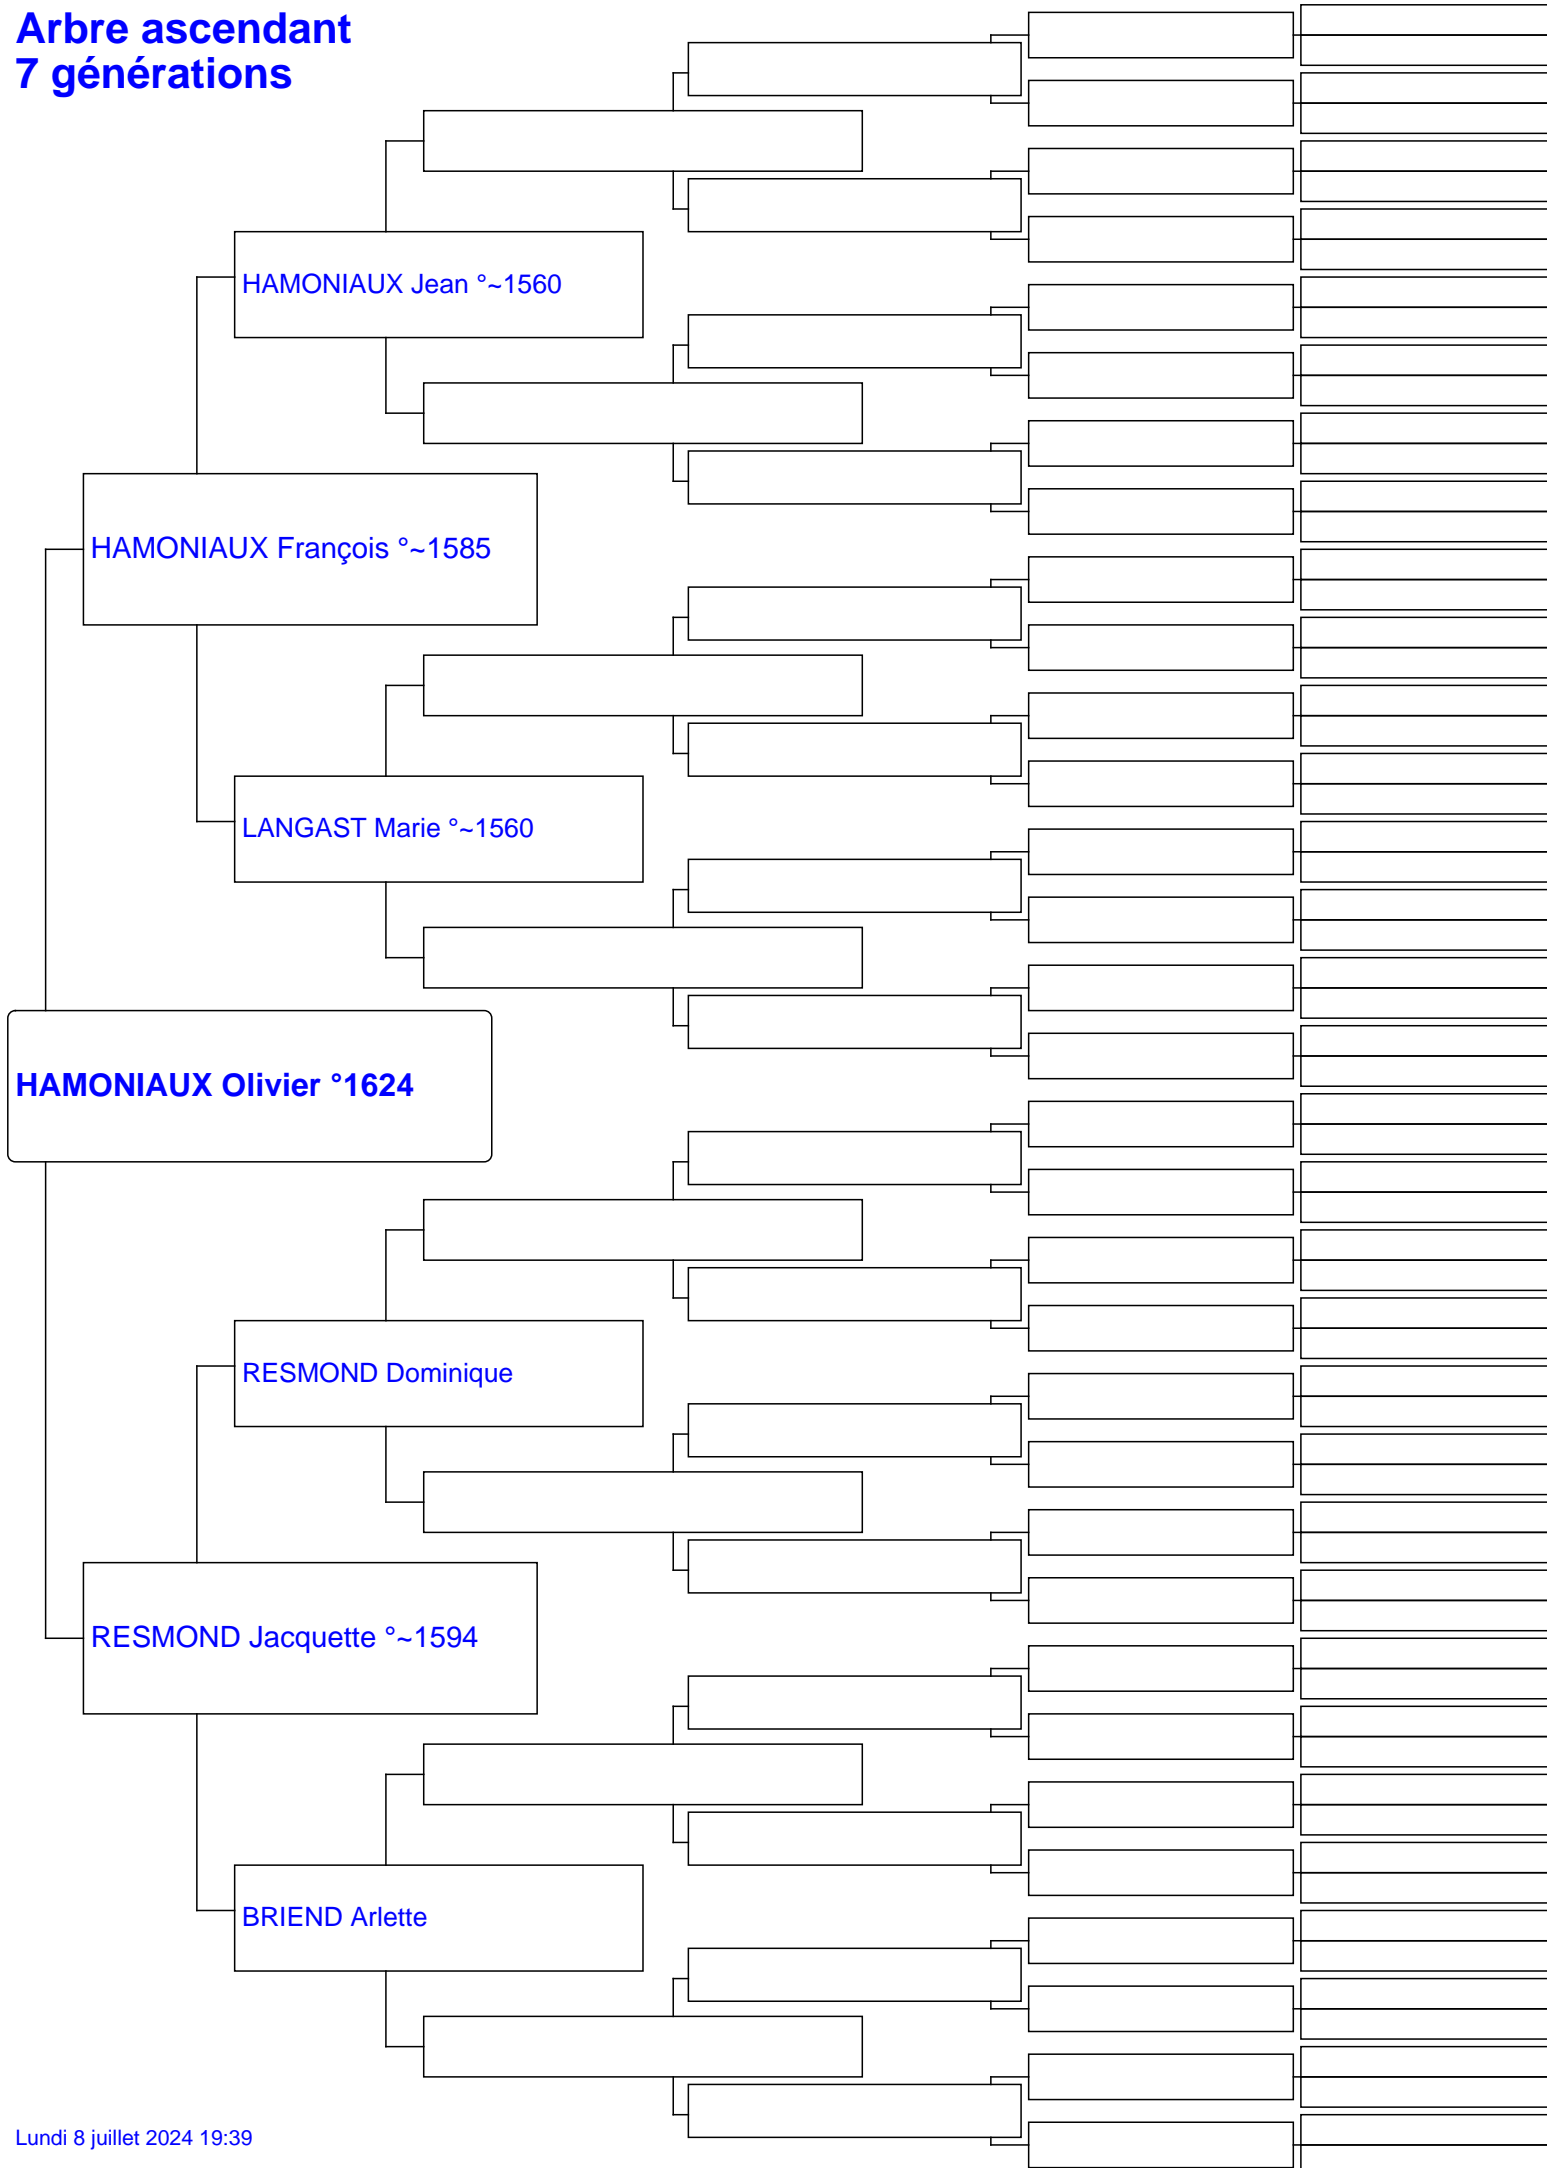 Arbre ascendant
7 générations
HAMONIAUX Jean °~1560
HAMONIAUX François °~1585
LANGAST Marie °~1560
HAMONIAUX Olivier °1624
RESMOND Dominique
RESMOND Jacquette °~1594
BRIEND Arlette
Lundi 8 juillet 2024 19:39